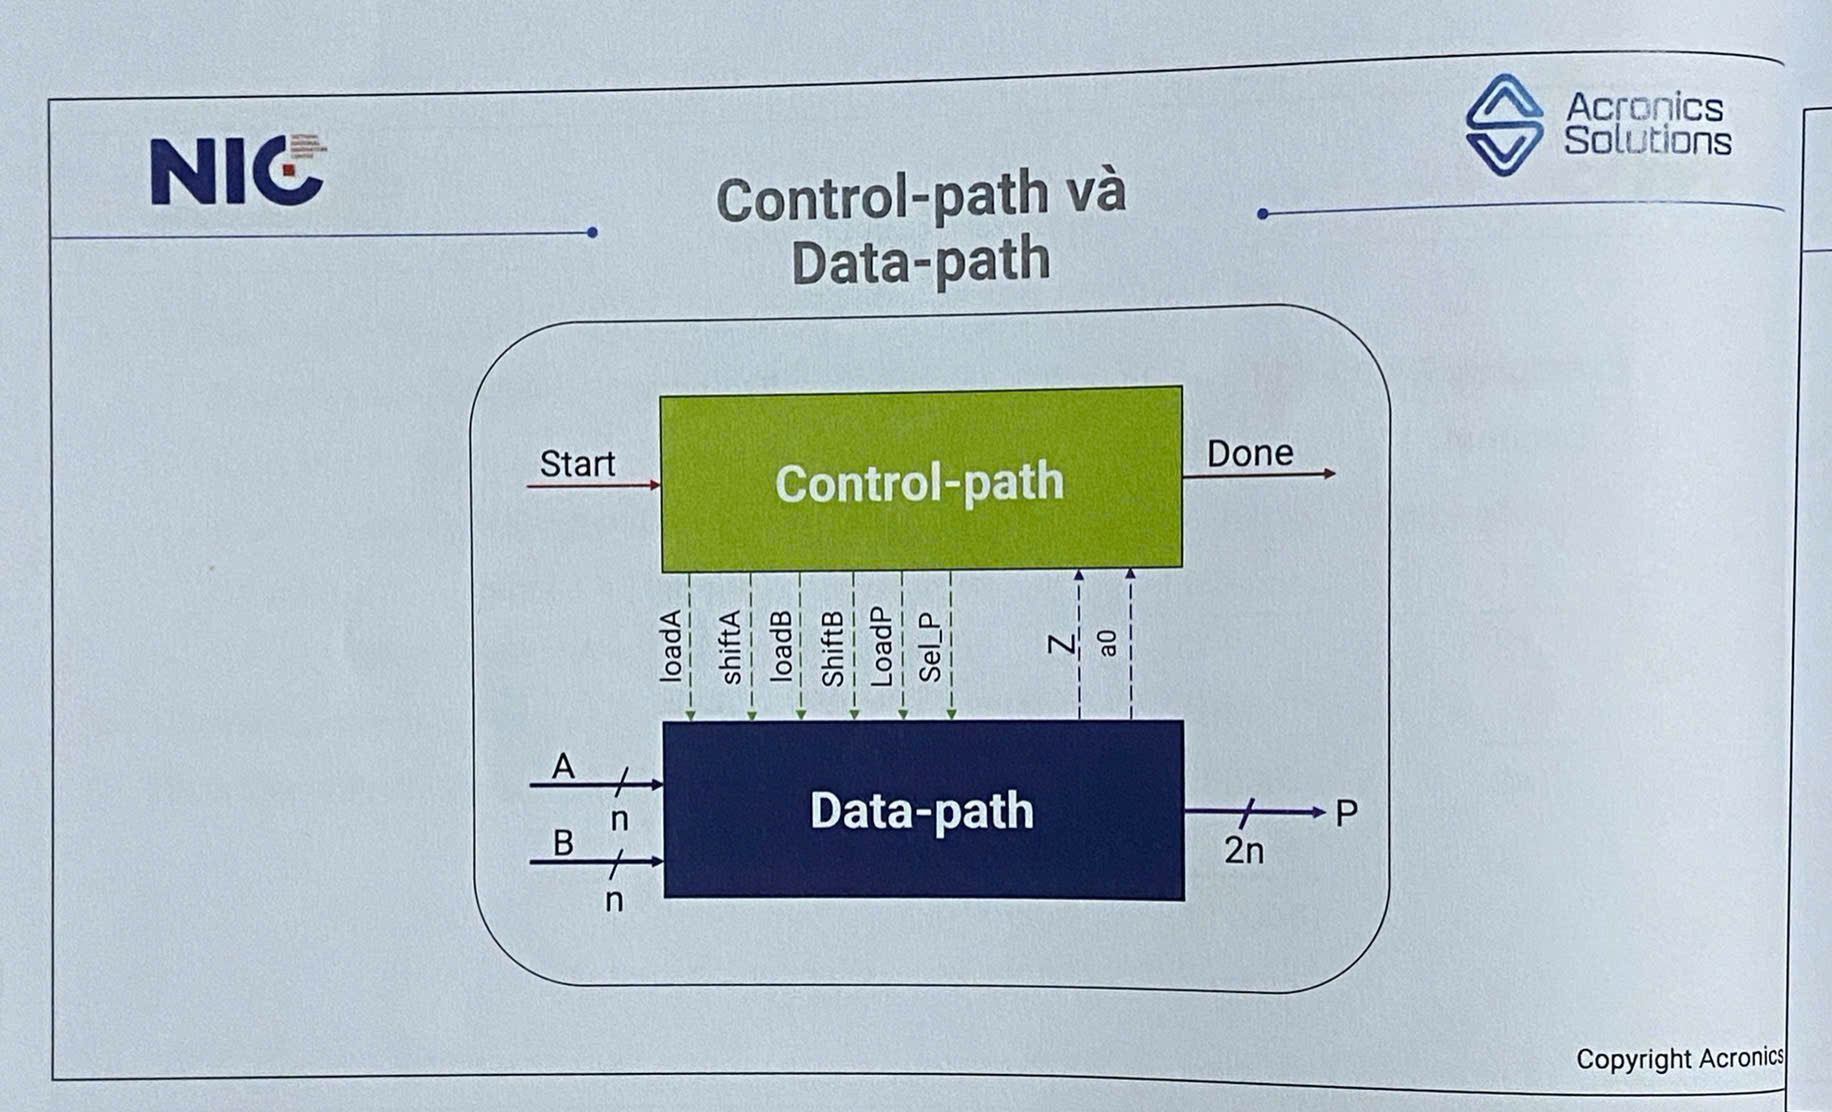 NIC
Acronics
Solutions
Control-path và
Data-path
Start
Control-path
Done
loadA
shiftA
loadB
ShiftB
LoadP
Sel_P
Z
a0
A
n
B
n
Data-path
P
2n
Copyright Acronics